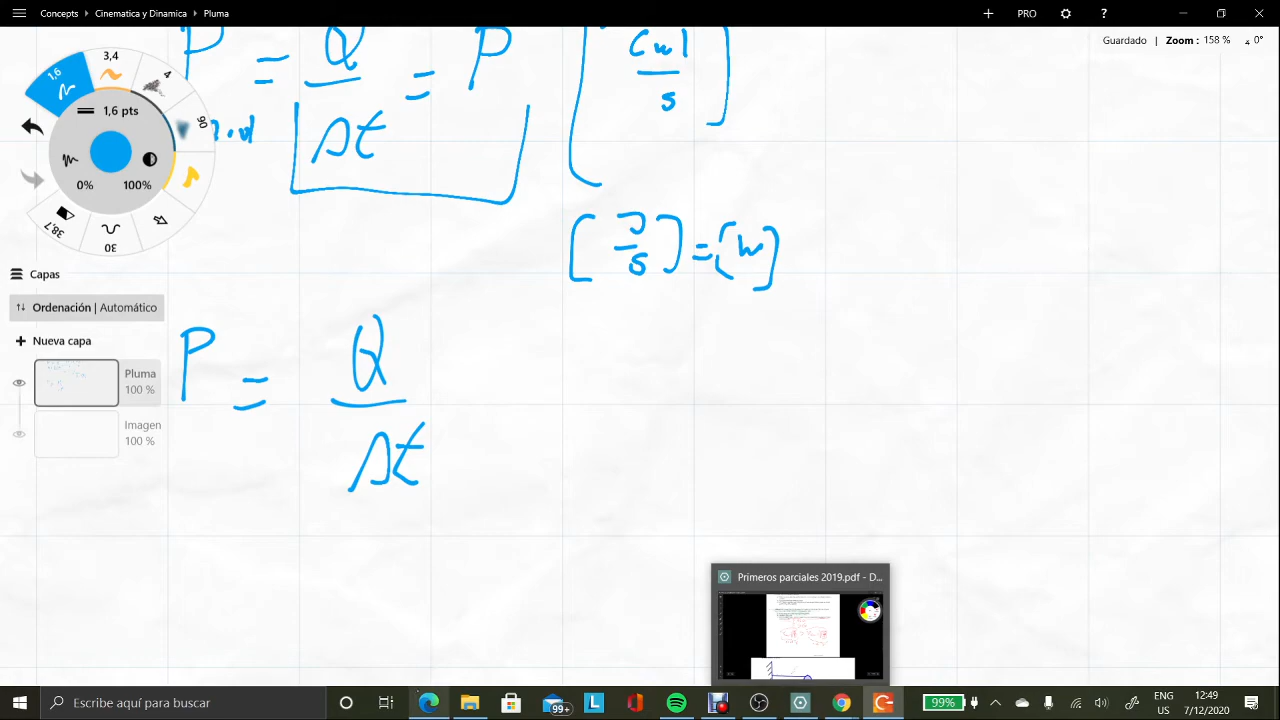 Concepts › Cinematica y Dinamica › Pluma
PRO
?
Guardado | Zoom : 158 % 0°
3,4
1,6
4
90
1,6 pts
0% 100%
38,7
30
P = Q / Δt = P [cal / s]
[J / s] = [W]
Capas
Ordenación | Automático
Nueva capa
Pluma
100 %
Imagen
100 %
P = Q / Δt
Primeros parciales 2019.pdf - D...
Escribe aquí para buscar
99+
L
99%
ENG
12:49
7/12/2020